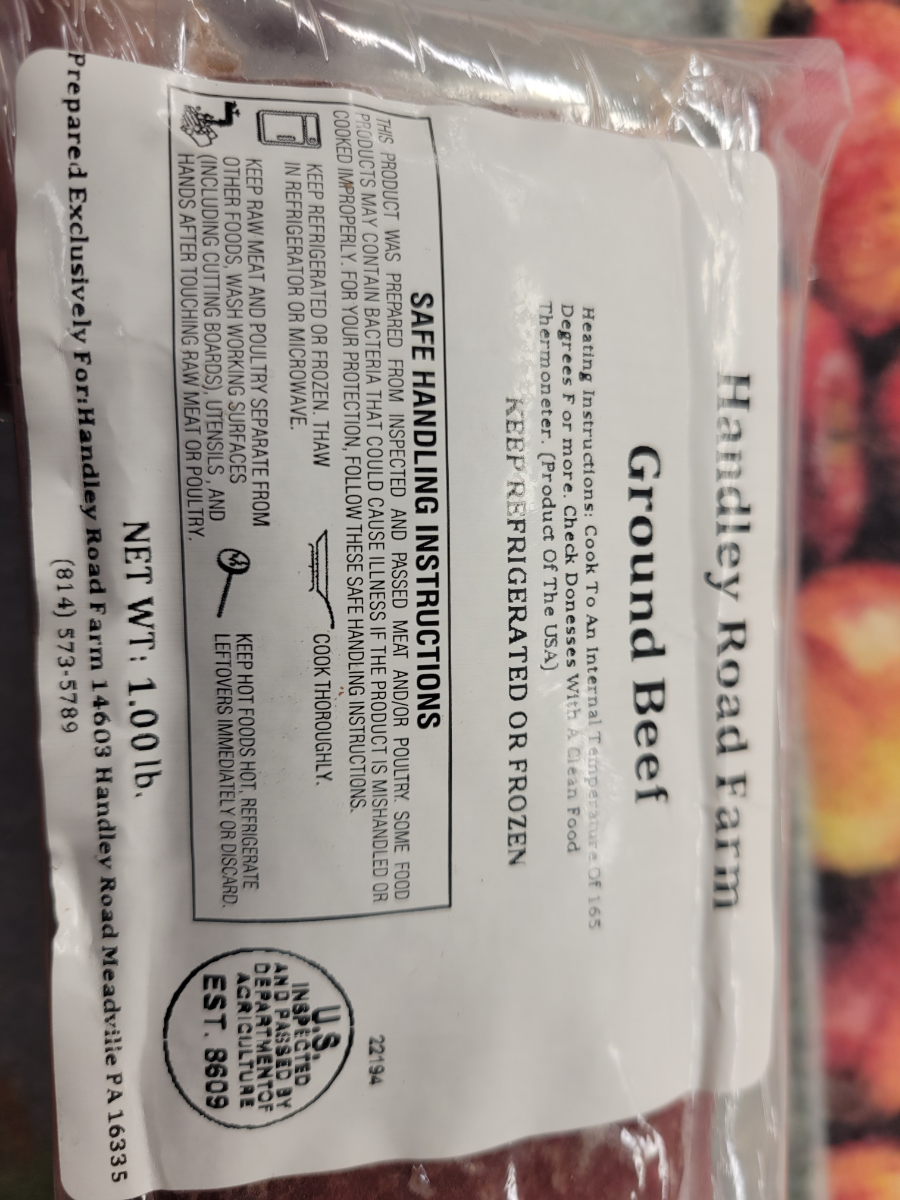 Handley Road Farm
Ground Beef
Heating Instructions: Cook To An Internal Temperature Of 165
Degrees F or more. Check Donesses With A Clean Food
Thermoneter. (Product Of The USA)
KEEP REFRIGERATED OR FROZEN
SAFE HANDLING INSTRUCTIONS
THIS PRODUCT WAS PREPARED FROM INSPECTED AND PASSED MEAT AND/OR POULTRY. SOME FOOD
PRODUCTS MAY CONTAIN BACTERIA THAT COULD CAUSE ILLNESS IF THE PRODUCT IS MISHANDLED OR
COOKED IMPROPERLY. FOR YOUR PROTECTION, FOLLOW THESE SAFE HANDLING INSTRUCTIONS.
KEEP REFRIGERATED OR FROZEN. THAW
IN REFRIGERATOR OR MICROWAVE.
KEEP RAW MEAT AND POULTRY SEPARATE FROM
OTHER FOODS, WASH WORKING SURFACES
(INCLUDING CUTTING BOARDS), UTENSILS, AND
HANDS AFTER TOUCHING RAW MEAT OR POULTRY.
COOK THOROUGHLY.
KEEP HOT FOODS HOT. REFRIGERATE
LEFTOVERS IMMEDIATELY OR DISCARD.
22194
U.S.
INSPECTED
AND PASSED BY
DEPARTMENT OF
AGRICULTURE
EST. 8609
NET WT: 1.00 lb.
Prepared Exclusively For:Handley Road Farm 14603 Handley Road Meadville PA 16335
(814) 573-5789